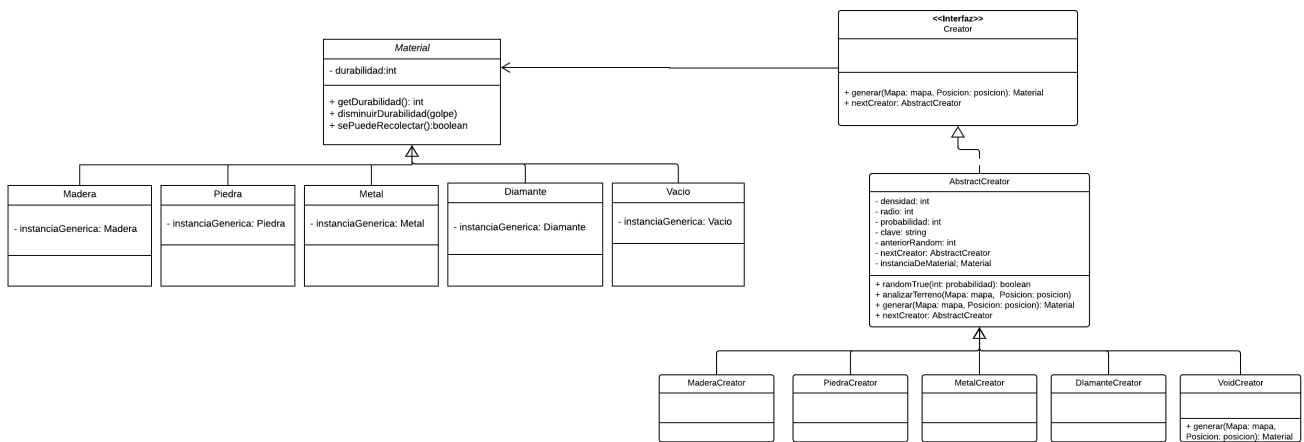 <<Interfaz>>
Creator
+ generar(Mapa: mapa, Posicion: posicion): Material
+ nextCreator: AbstractCreator
Material
- durabilidad:int
+ getDurabilidad(): int
+ disminuirDurabilidad(golpe)
+ sePuedeRecolectar():boolean
Madera
- instanciaGenerica: Madera
Piedra
- instanciaGenerica: Piedra
Metal
- instanciaGenerica: Metal
Diamante
- instanciaGenerica: Diamante
Vacio
- instanciaGenerica: Vacio
AbstractCreator
- densidad: int
- radio: int
- probabilidad: int
- clave: string
- anteriorRandom: int
- nextCreator: AbstractCreator
- instanciaDeMaterial; Material
+ randomTrue(int: probabilidad): boolean
+ analizarTerreno(Mapa: mapa, Posicion: posicion)
+ generar(Mapa: mapa, Posicion: posicion): Material
+ nextCreator: AbstractCreator
MaderaCreator
PiedraCreator
MetalCreator
DIamanteCreator
VoidCreator
+ generar(Mapa: mapa,
Posicion: posicion): Material